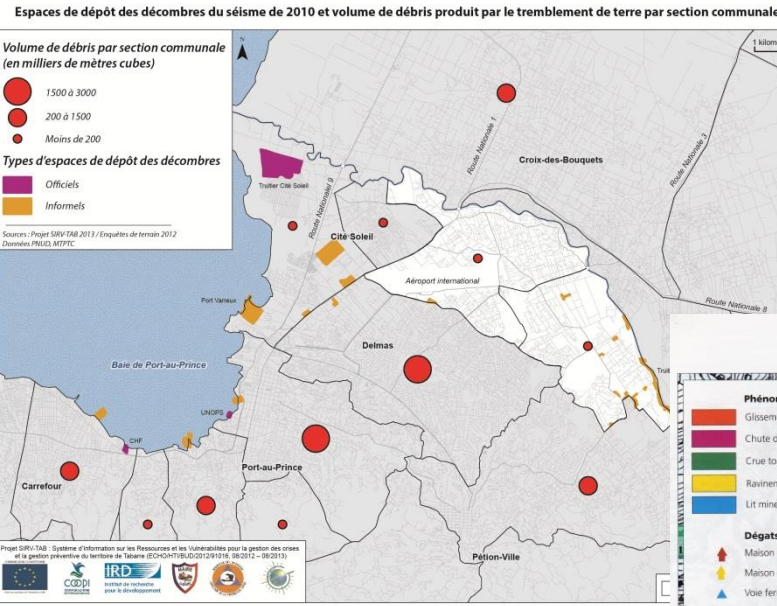 Espaces de dépôt des décombres du séisme de 2010 et volume de débris produit par le tremblement de terre par section communale
Volume de débris par section communale
(en milliers de mètres cubes)
1500 à 3000
200 à 1500
Moins de 200
Types d'espaces de dépôt des décombres
Officiels
Informels
Sources : Projet SIRV-TAB 2013 / Enquêtes de terrain 2012
Données PNUD, MTPTC
N
1 kilom
Route Nationale 1
Route Nationale 3
Croix-des-Bouquets
Truitier Cité Soleil
Route Nationalel 9
Cité Soleil
Aéroport international
Route Nationale 8
Port Varreux
Delmas
Baie de Port-au-Prince
Truit
UNOPS
CHF
Port-au-Prince
Carrefour
Pétion-Ville
Phénor
Glissem
Chute d
Crue to
Ravinen
Lit mine
Dégats
Maison
Maison
Voie fer
Projet SIRV-TAB : Système d'Information sur les Ressources et les Vulnérabilités pour la gestion des crises
et la gestion préventive du territoire de Tabarre (ECHO/HTI/BUD/2012/91016, 08/2012 – 08/2013)
COOPI
IRD
Institut de recherche
pour le développement
MAIRIE